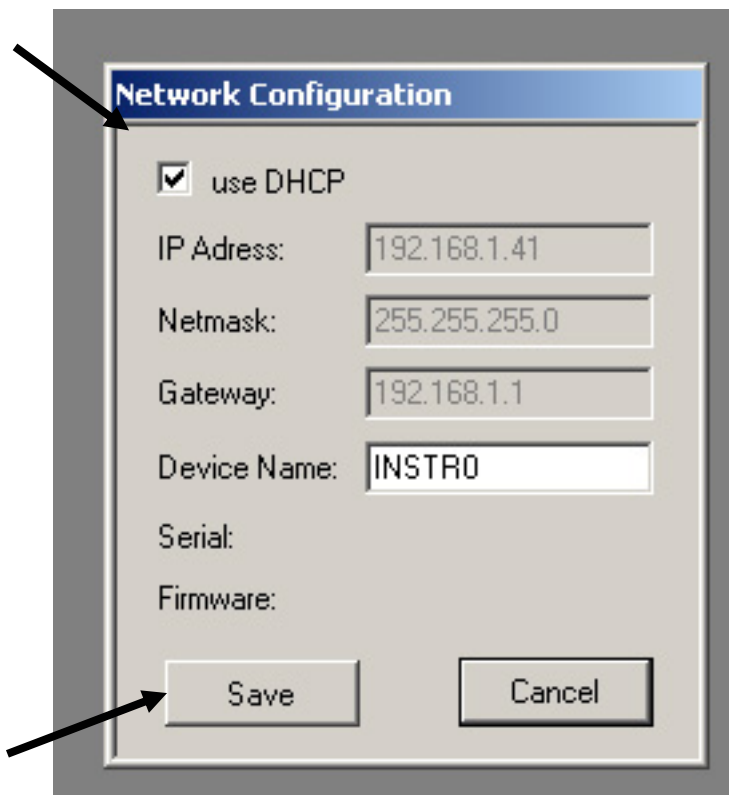 Network Configuration
use DHCP
IP Adress: 192.168.1.41
Netmask: 255.255.255.0
Gateway: 192.168.1.1
Device Name: INSTR0
Serial:
Firmware:
Save Cancel